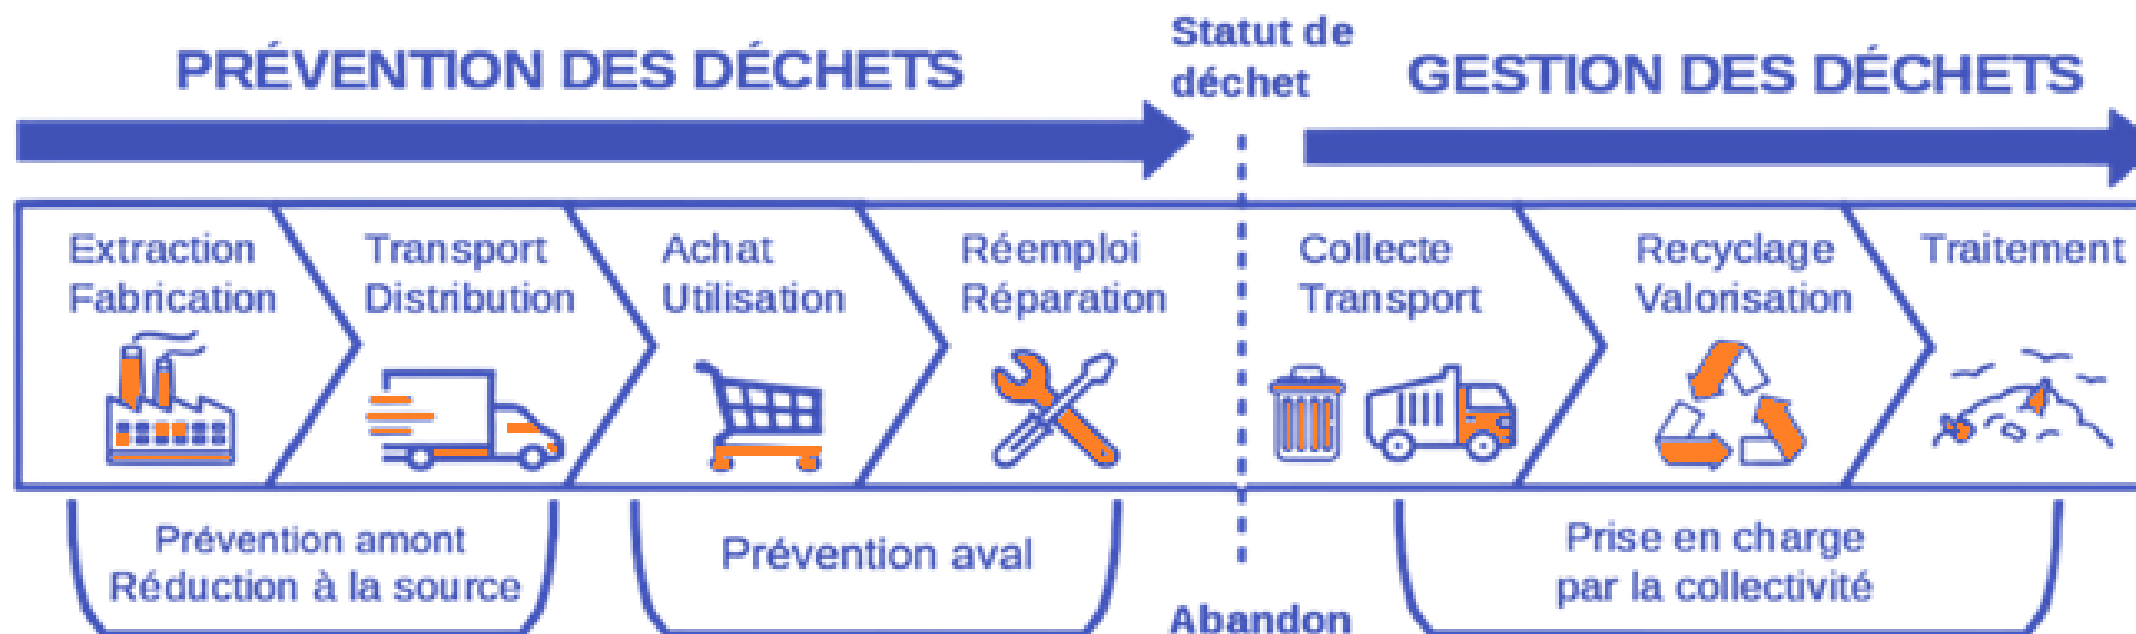 PRÉVENTION DES DÉCHETS
Statut de
déchet
GESTION DES DÉCHETS
Extraction
Fabrication
Transport
Distribution
Achat
Utilisation
Réemploi
Réparation
Collecte
Transport
Recyclage
Valorisation
Traitement
Prévention amont
Réduction à la source
Prévention aval
Abandon
Prise en charge
par la collectivité